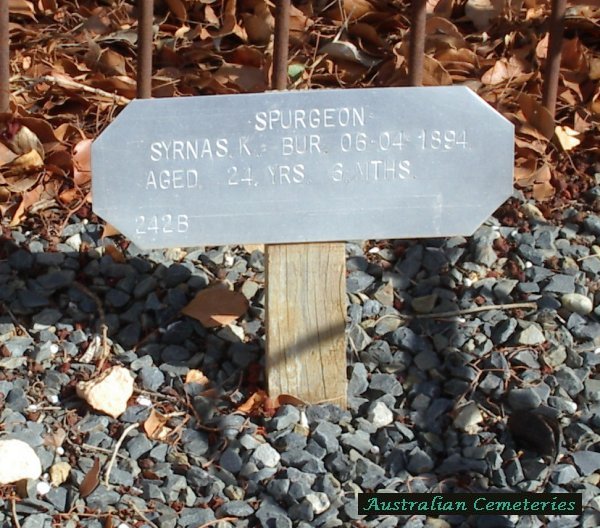 SPURGEON
SYRNAS. K. BUR. 06-04-1894
AGED 24. YRS. 6. MTHS.
242B
Australian Cemeteries